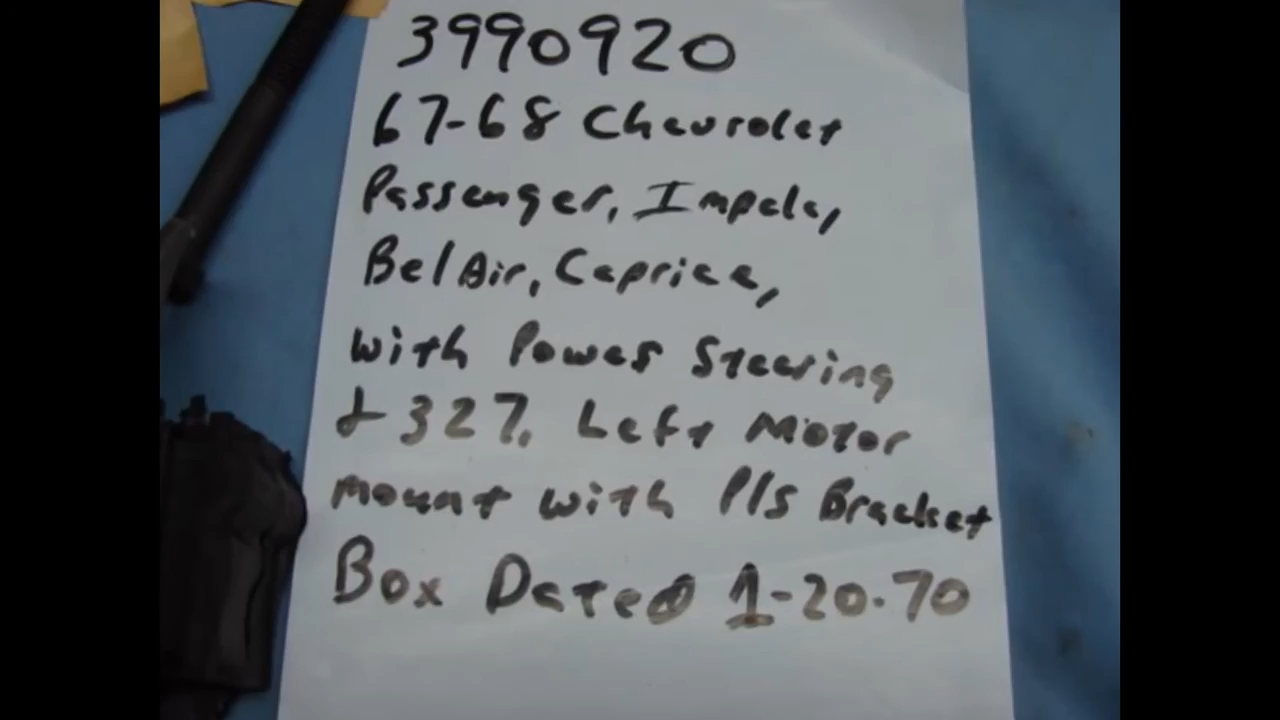 3990920
67-68 Chevrolet
Passenger, Impala,
BelAir, Caprice,
with Power Steering
& 327, Left Motor
mount with P/S Bracket
Box Dated 1-20-70